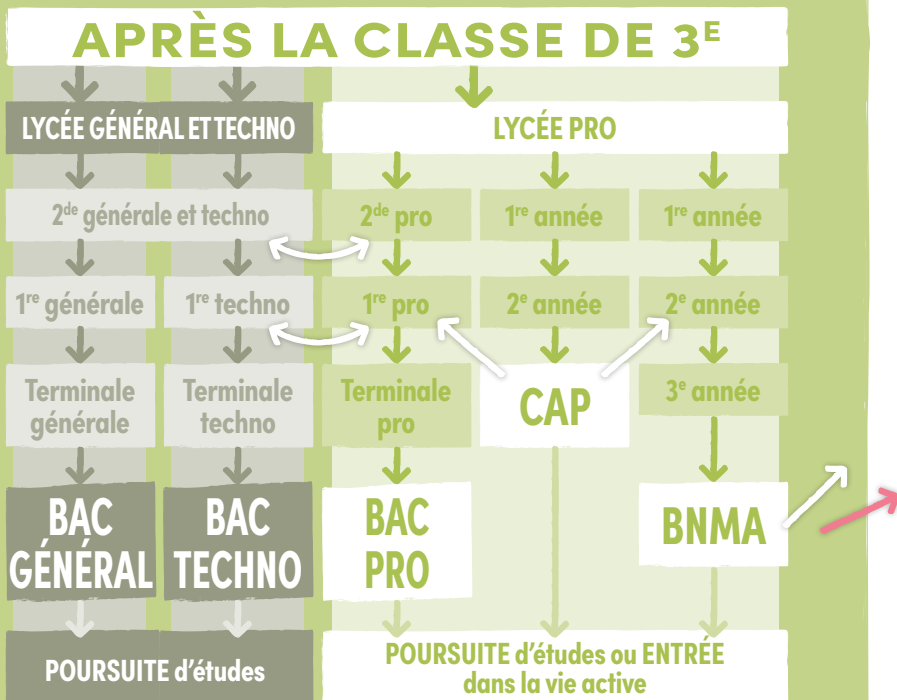 APRÈS LA CLASSE DE 3E
LYCÉE GÉNÉRAL ET TECHNO
LYCÉE PRO
2de générale et techno
2de pro
1re année
1re année
1re générale
1re techno
1re pro
2e année
2e année
Terminale
générale
Terminale
techno
Terminale
pro
CAP
3e année
BAC
GÉNÉRAL
BAC
TECHNO
BAC
PRO
BNMA
POURSUITE d'études
POURSUITE d'études ou ENTRÉE
dans la vie active